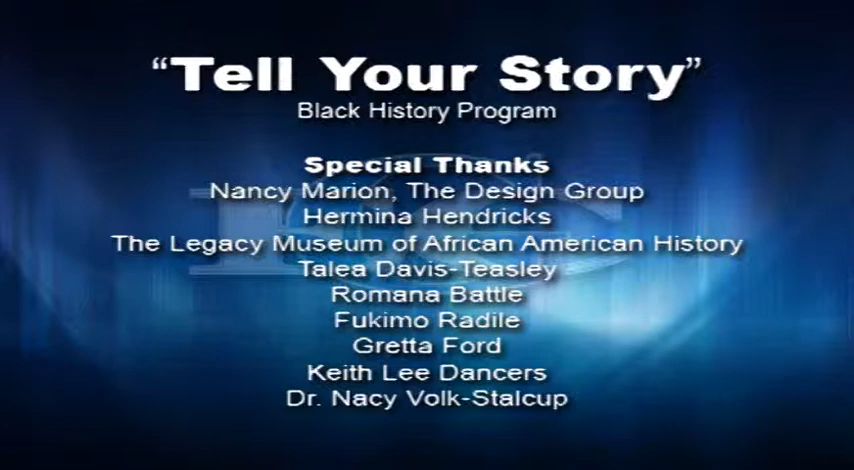 “Tell Your Story”
Black History Program
Special Thanks
Nancy Marion, The Design Group
Hermina Hendricks
The Legacy Museum of African American History
Talea Davis-Teasley
Romana Battle
Fukimo Radile
Gretta Ford
Keith Lee Dancers
Dr. Nacy Volk-Stalcup